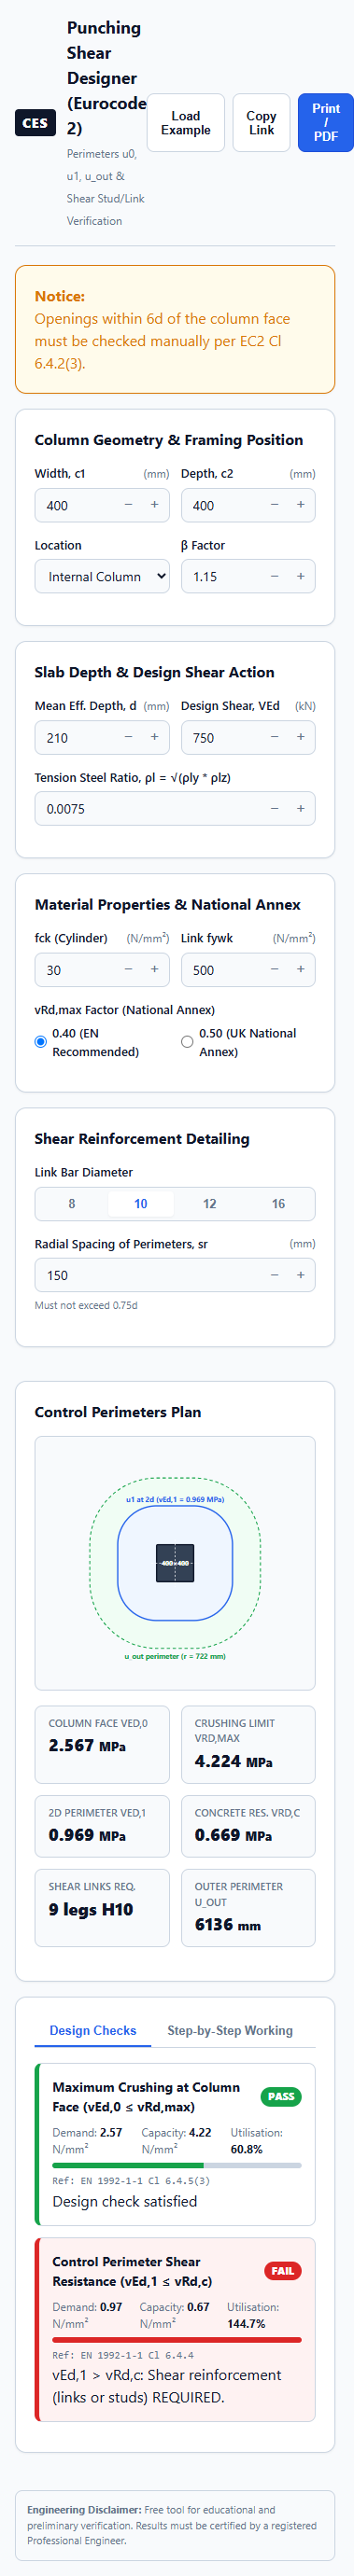 CES
Punching
Shear
Designer
(Eurocode
2)
Perimeters u0,
u1, u_out &
Shear Stud/Link
Verification
Load
Example
Copy
Link
Print
/
PDF
Notice:
Openings within 6d of the column face
must be checked manually per EC2 Cl
6.4.2(3).
Column Geometry & Framing Position
Width, c1 (mm)
400 − +
Depth, c2 (mm)
400 − +
Location
Internal Column
β Factor
1.15 − +
Slab Depth & Design Shear Action
Mean Eff. Depth, d (mm)
210 − +
Design Shear, VEd (kN)
750 − +
Tension Steel Ratio, ρl = √(ρly * ρlz)
0.0075 − +
Material Properties & National Annex
fck (Cylinder) (N/mm²)
30 − +
Link fywk (N/mm²)
500 − +
vRd,max Factor (National Annex)
0.40 (EN
Recommended)
0.50 (UK National
Annex)
Shear Reinforcement Detailing
Link Bar Diameter
8 10 12 16
Radial Spacing of Perimeters, sr (mm)
150 − +
Must not exceed 0.75d
Control Perimeters Plan
u1 at 2d (vEd,1 = 0.969 MPa)
u_out perimeter (r = 722 mm)
COLUMN FACE VED,0
2.567 MPa
CRUSHING LIMIT
VRD,MAX
4.224 MPa
2D PERIMETER VED,1
0.969 MPa
CONCRETE RES. VRD,C
0.669 MPa
SHEAR LINKS REQ.
9 legs H10
OUTER PERIMETER
U_OUT
6136 mm
Design Checks
Step-by-Step Working
Maximum Crushing at Column
Face (vEd,0 ≤ vRd,max)
PASS
Demand: 2.57
N/mm²
Capacity: 4.22
N/mm²
Utilisation:
60.8%
Ref: EN 1992-1-1 Cl 6.4.5(3)
Design check satisfied
Control Perimeter Shear
Resistance (vEd,1 ≤ vRd,c)
FAIL
Demand: 0.97
N/mm²
Capacity: 0.67
N/mm²
Utilisation:
144.7%
Ref: EN 1992-1-1 Cl 6.4.4
vEd,1 > vRd,c: Shear reinforcement
(links or studs) REQUIRED.
Engineering Disclaimer: Free tool for educational and
preliminary verification. Results must be certified by a registered
Professional Engineer.